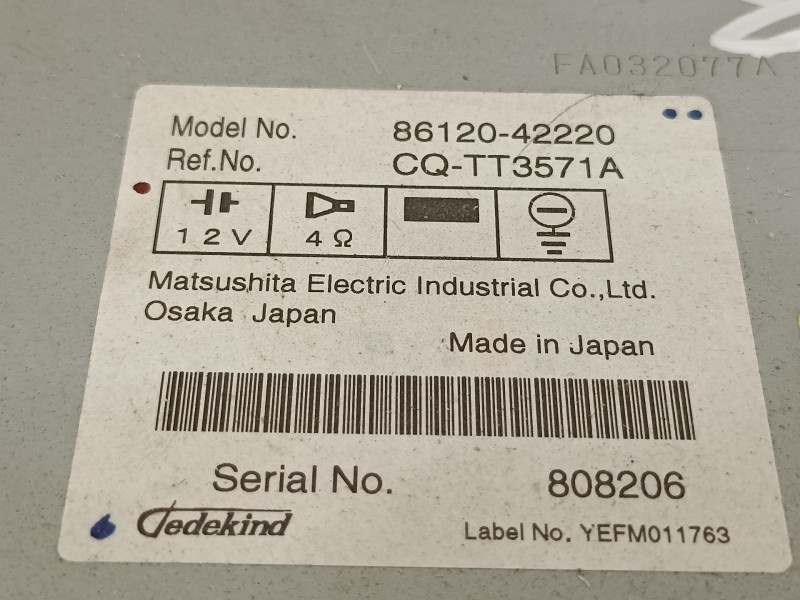 FA032077A
Model No. 86120-42220
Ref.No. CQ-TT3571A
12V 4Ω
Matsushita Electric Industrial Co.,Ltd.
Osaka Japan
Made in Japan
Serial No. 808206
Jedekind Label No. YEFM011763